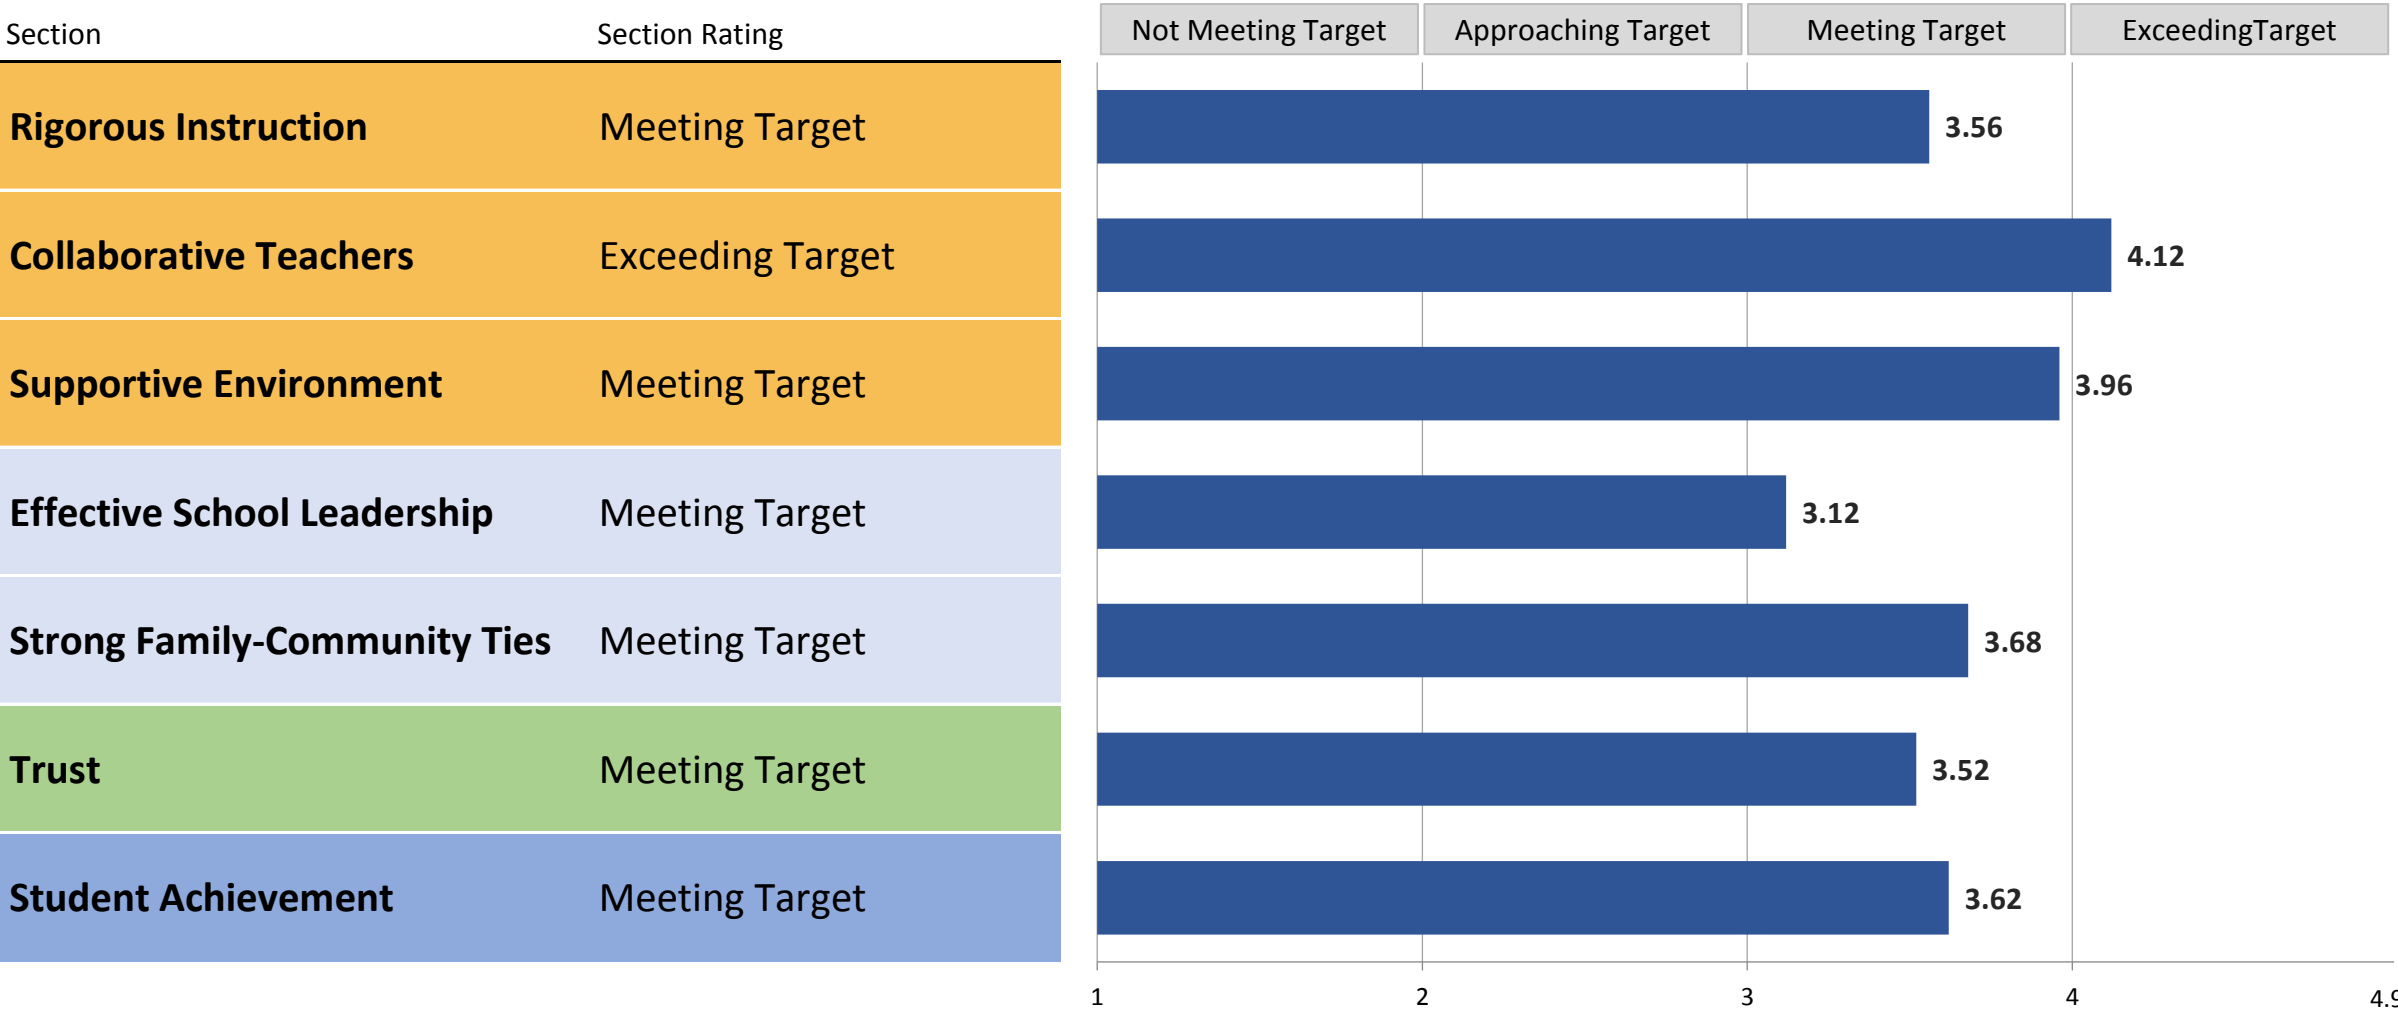 Section Section Rating Not Meeting Target Approaching Target Meeting Target ExceedingTarget
Rigorous Instruction Meeting Target 3.56
Collaborative Teachers Exceeding Target 4.12
Supportive Environment Meeting Target 3.96
Effective School Leadership Meeting Target 3.12
Strong Family-Community Ties Meeting Target 3.68
Trust Meeting Target 3.52
Student Achievement Meeting Target 3.62
1 2 3 4 4.9